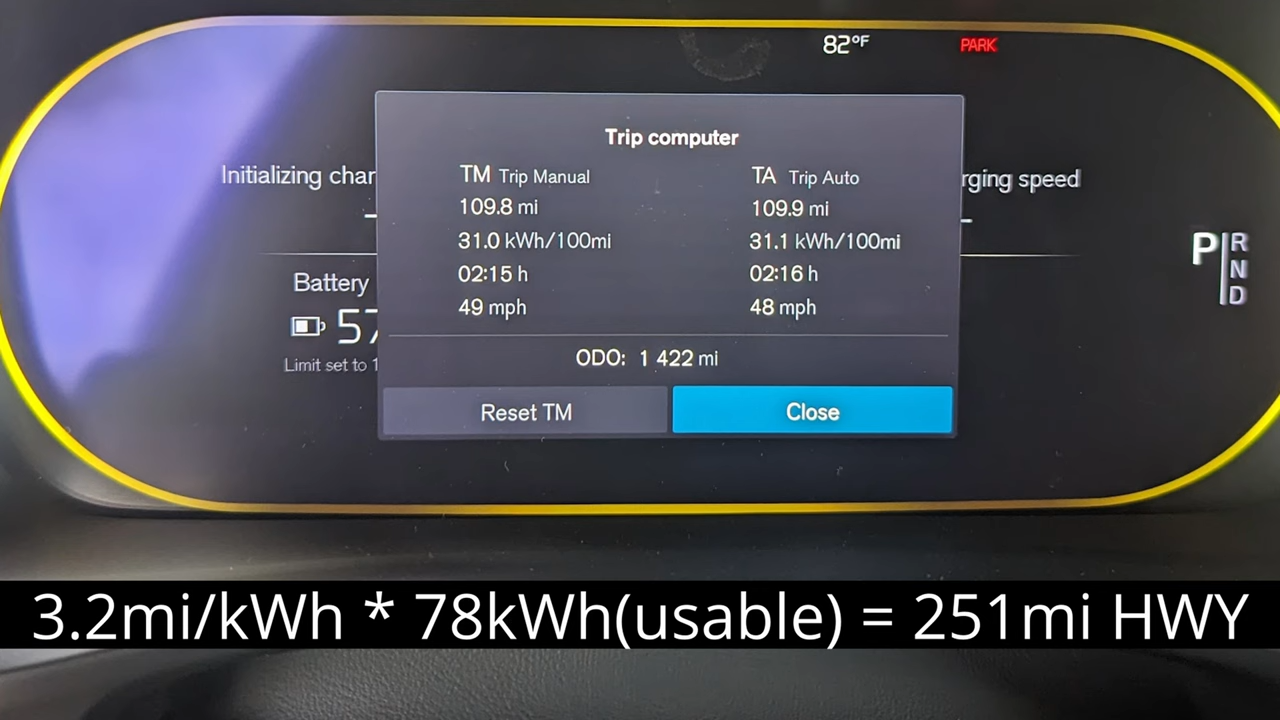 82°F PARK
Trip computer
TM Trip Manual TA Trip Auto
109.8 mi 109.9 mi
31.0 kWh/100mi 31.1 kWh/100mi
02:15 h 02:16 h
49 mph 48 mph
ODO: 1 422 mi
Reset TM Close
Initializing char
rging speed
Battery
57
Limit set to 1
P R
N
D
3.2mi/kWh * 78kWh(usable) = 251mi HWY